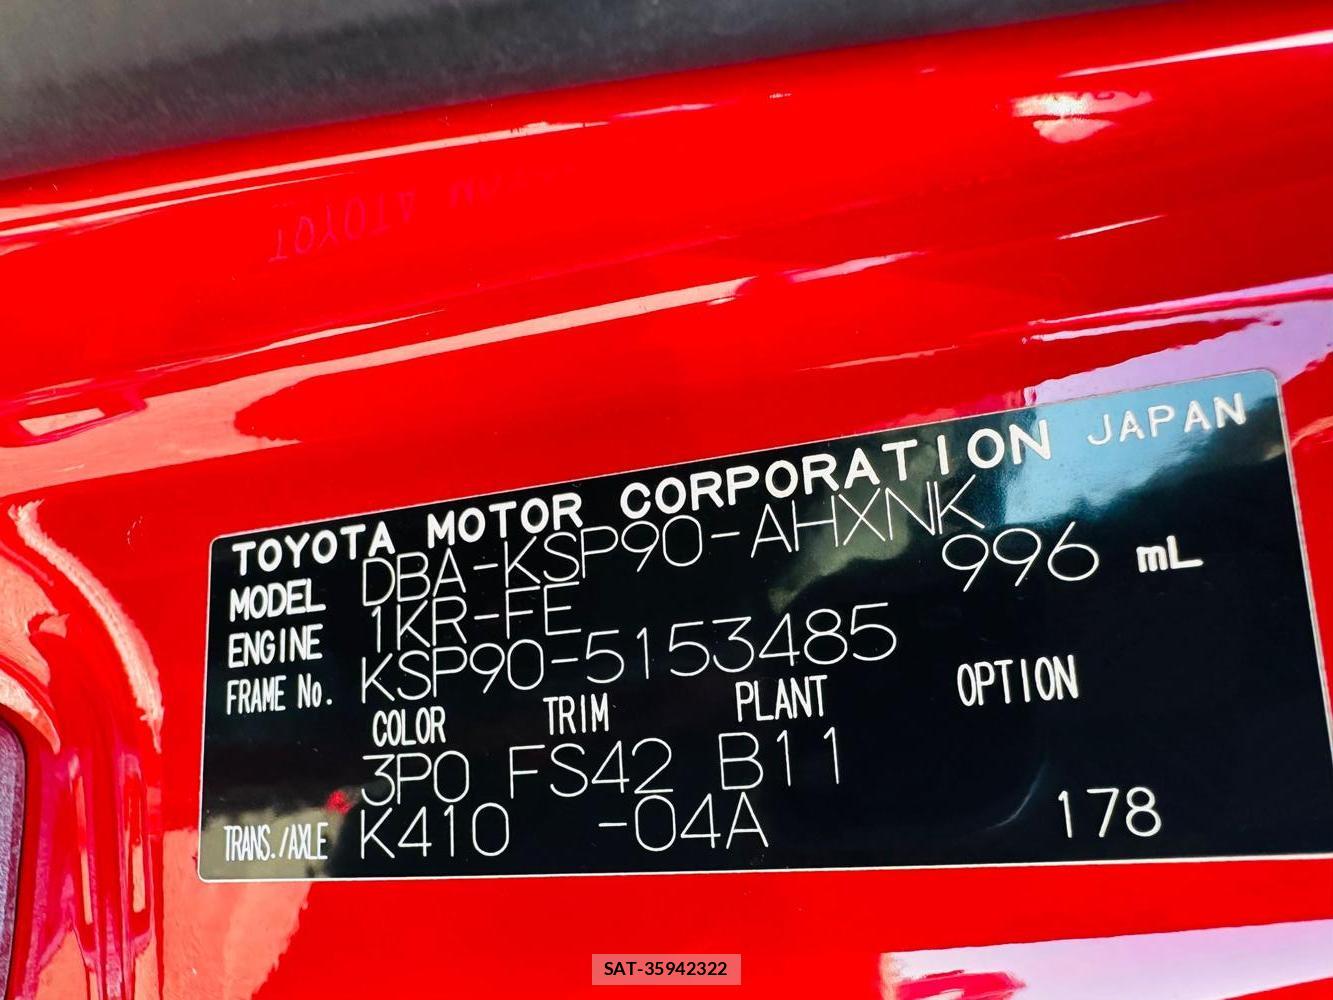 TOYOTA MOTOR CORPORATION JAPAN
MODEL DBA-KSP90-AHXNK
ENGINE 1KR-FE 996 mL
FRAME No. KSP90-5153485
COLOR TRIM PLANT OPTION
3P0 FS42 B11
TRANS./AXLE K410 -04A 178
SAT-35942322